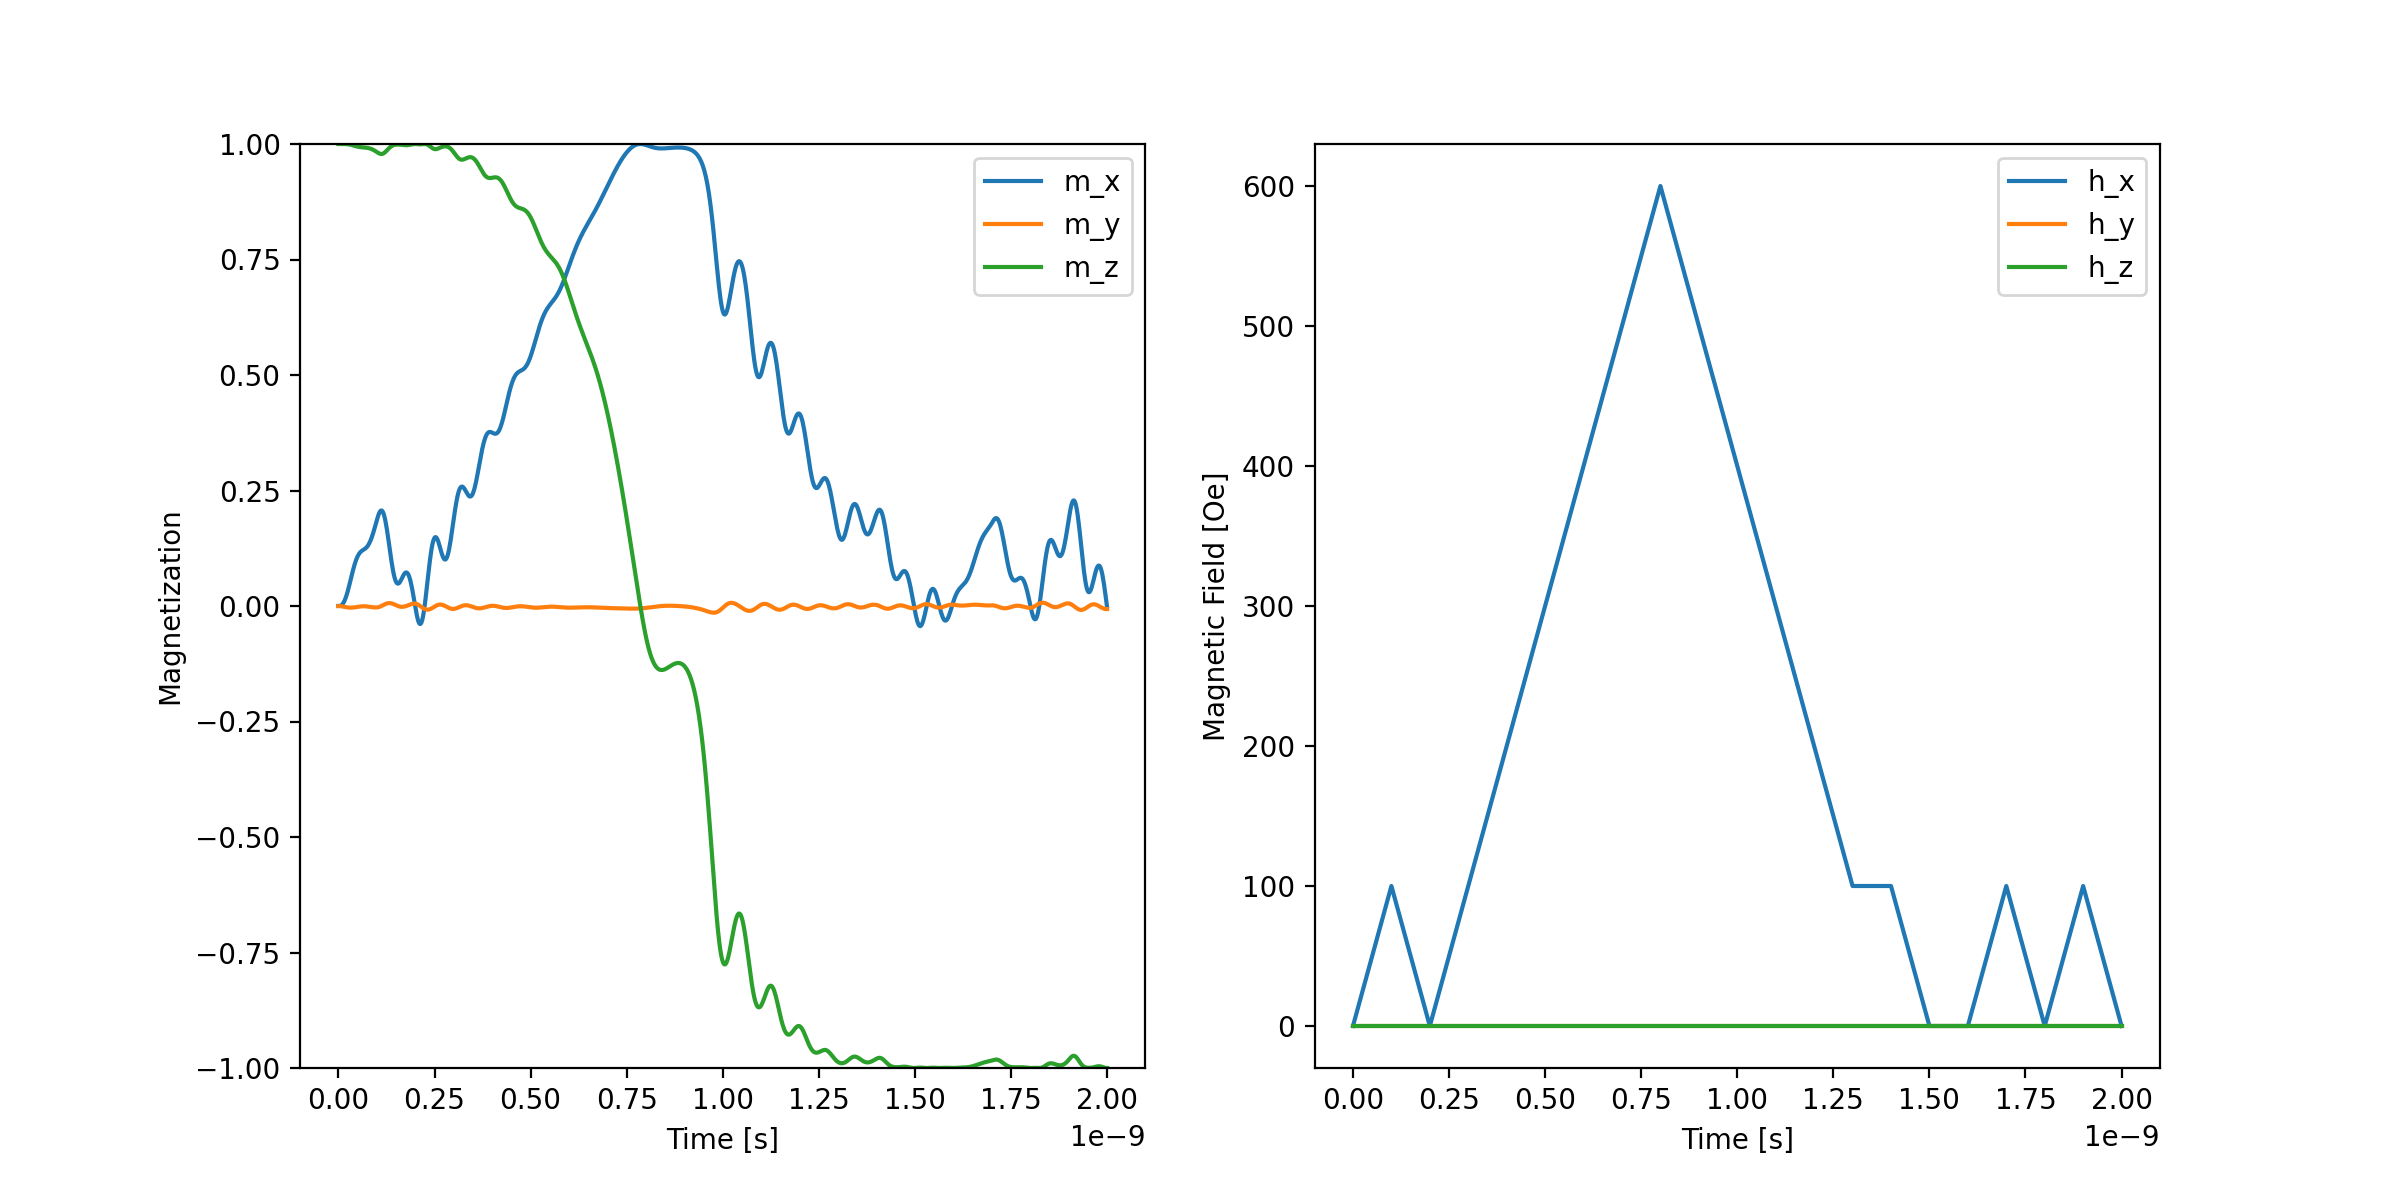 Magnetization
1.00
0.75
0.50
0.25
0.00
−0.25
−0.50
−0.75
−1.00
m_x
m_y
m_z
0.00 0.25 0.50 0.75 1.00 1.25 1.50 1.75 2.00
Time [s]
1e−9
Magnetic Field [Oe]
600
500
400
300
200
100
0
h_x
h_y
h_z
0.00 0.25 0.50 0.75 1.00 1.25 1.50 1.75 2.00
Time [s]
1e−9